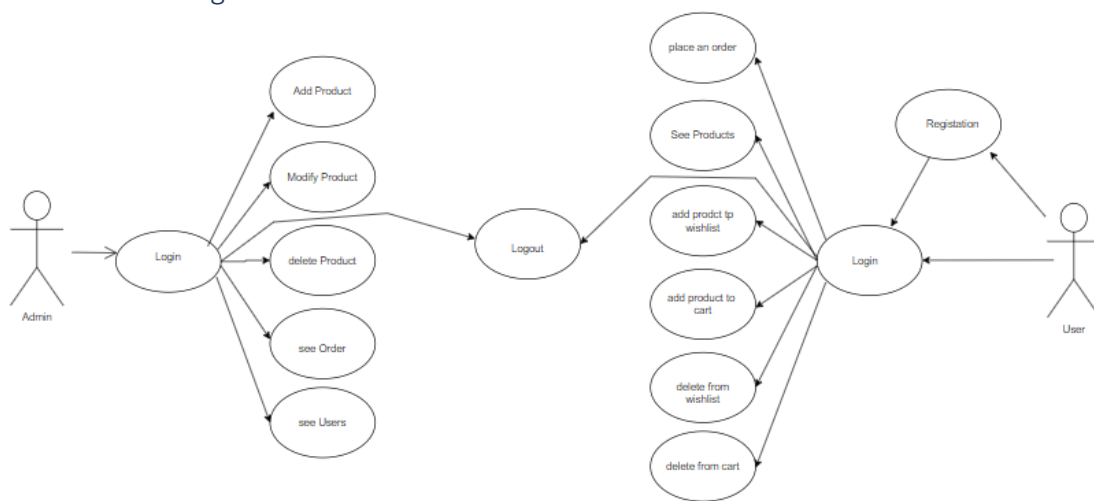 place an order
Add Product
Registation
See Products
Modify Product
add prodct tp
wishlist
Logout
Login
delete Product
Login
add product to
cart
Admin
User
see Order
delete from
wishlist
see Users
delete from cart